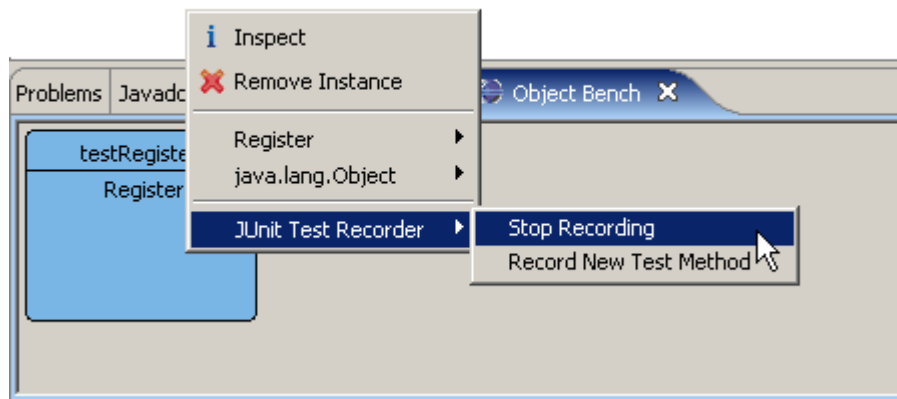 Inspect
Remove Instance
Problems
Object Bench
Register
java.lang.Object
Register
JUnit Test Recorder
Stop Recording
Record New Test Method